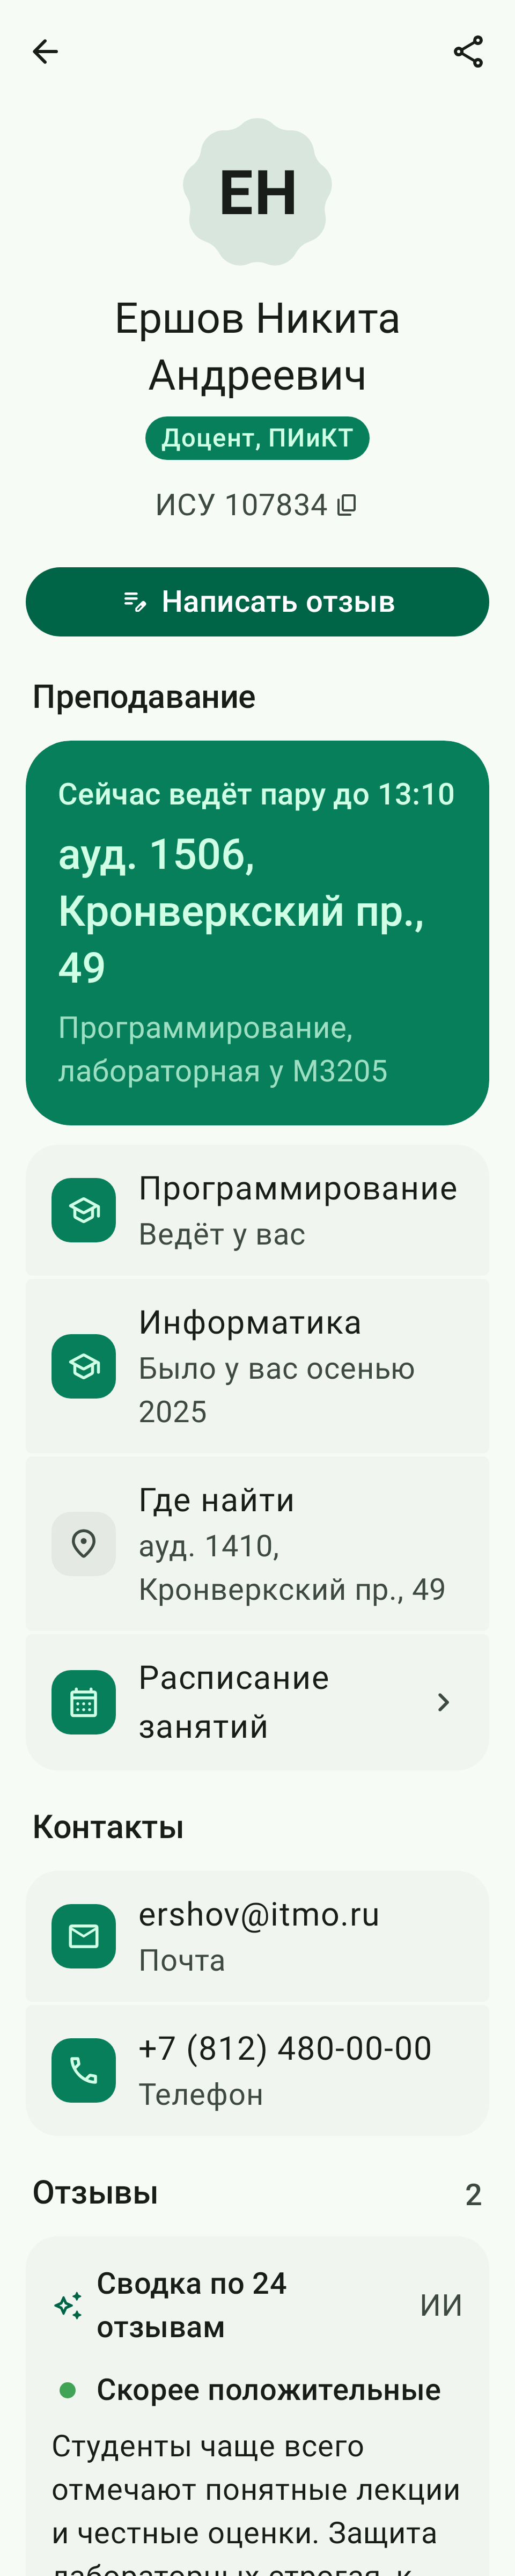 ЕН
Ершов Никита
Андреевич
Доцент, ПИиКТ
ИСУ 107834
Написать отзыв
Преподавание
Сейчас ведёт пару до 13:10
ауд. 1506,
Кронверкский пр.,
49
Программирование,
лабораторная у M3205
Программирование
Ведёт у вас
Информатика
Было у вас осенью
2025
Где найти
ауд. 1410,
Кронверкский пр., 49
Расписание
занятий
Контакты
ershov@itmo.ru
Почта
+7 (812) 480-00-00
Телефон
Отзывы 2
Сводка по 24
отзывам
ИИ
Скорее положительные
Студенты чаще всего
отмечают понятные лекции
и честные оценки. Защита
лабораторных строгая, к